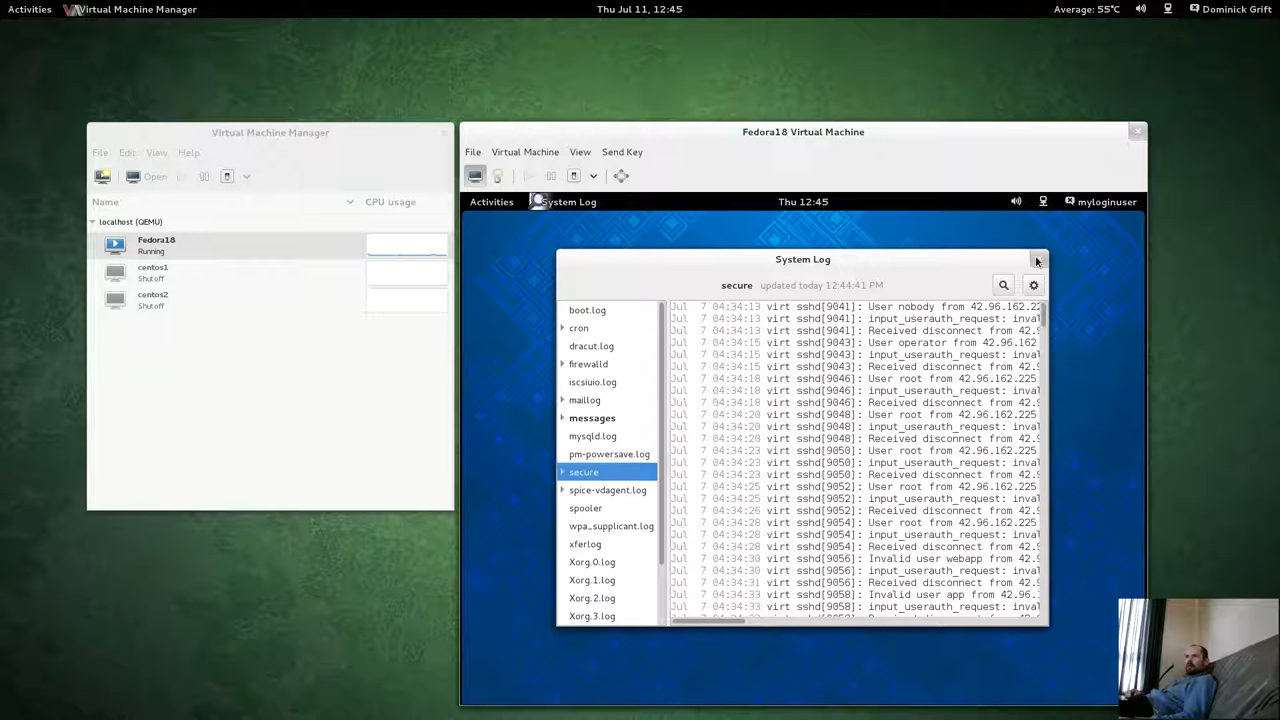 Activities Virtual Machine Manager Thu Jul 11, 12:45 Average: 55°C Dominick Grift
Virtual Machine Manager
File Edit View Help
Open
Name CPU usage
localhost (QEMU)
Fedora18
Running
centos1
Shutoff
centos2
Shutoff
Fedora18 Virtual Machine
File Virtual Machine View Send Key
Activities System Log Thu 12:45 myloginuser
System Log
secure updated today 12:44:41 PM
boot.log
cron
dracut.log
firewalld
iscsiuio.log
maillog
messages
mysqld.log
pm-powersave.log
secure
spice-vdagent.log
spooler
wpa_supplicant.log
xferlog
Xorg.0.log
Xorg.1.log
Xorg.2.log
Xorg.3.log
Jul 7 04:34:13 virt sshd[9041]: User nobody from 42.96.162.22
Jul 7 04:34:13 virt sshd[9041]: input_userauth_request: inval
Jul 7 04:34:13 virt sshd[9041]: Received disconnect from 42.9
Jul 7 04:34:15 virt sshd[9043]: User operator from 42.96.162
Jul 7 04:34:15 virt sshd[9043]: input_userauth_request: inval
Jul 7 04:34:15 virt sshd[9043]: Received disconnect from 42.9
Jul 7 04:34:18 virt sshd[9046]: User root from 42.96.162.225
Jul 7 04:34:18 virt sshd[9046]: input_userauth_request: inval
Jul 7 04:34:18 virt sshd[9046]: Received disconnect from 42.9
Jul 7 04:34:20 virt sshd[9048]: User root from 42.96.162.225
Jul 7 04:34:20 virt sshd[9048]: input_userauth_request: inval
Jul 7 04:34:20 virt sshd[9048]: Received disconnect from 42.9
Jul 7 04:34:23 virt sshd[9050]: User root from 42.96.162.225
Jul 7 04:34:23 virt sshd[9050]: input_userauth_request: inval
Jul 7 04:34:23 virt sshd[9050]: Received disconnect from 42.9
Jul 7 04:34:25 virt sshd[9052]: User root from 42.96.162.225
Jul 7 04:34:25 virt sshd[9052]: input_userauth_request: inval
Jul 7 04:34:26 virt sshd[9052]: Received disconnect from 42.9
Jul 7 04:34:28 virt sshd[9054]: User root from 42.96.162.225
Jul 7 04:34:28 virt sshd[9054]: input_userauth_request: inval
Jul 7 04:34:28 virt sshd[9054]: Received disconnect from 42.9
Jul 7 04:34:30 virt sshd[9056]: Invalid user webapp from 42.9
Jul 7 04:34:30 virt sshd[9056]: input_userauth_request: inval
Jul 7 04:34:31 virt sshd[9056]: Received disconnect from 42.9
Jul 7 04:34:33 virt sshd[9058]: Invalid user app from 42.96.
Jul 7 04:34:33 virt sshd[9058]: input_userauth_request: inval